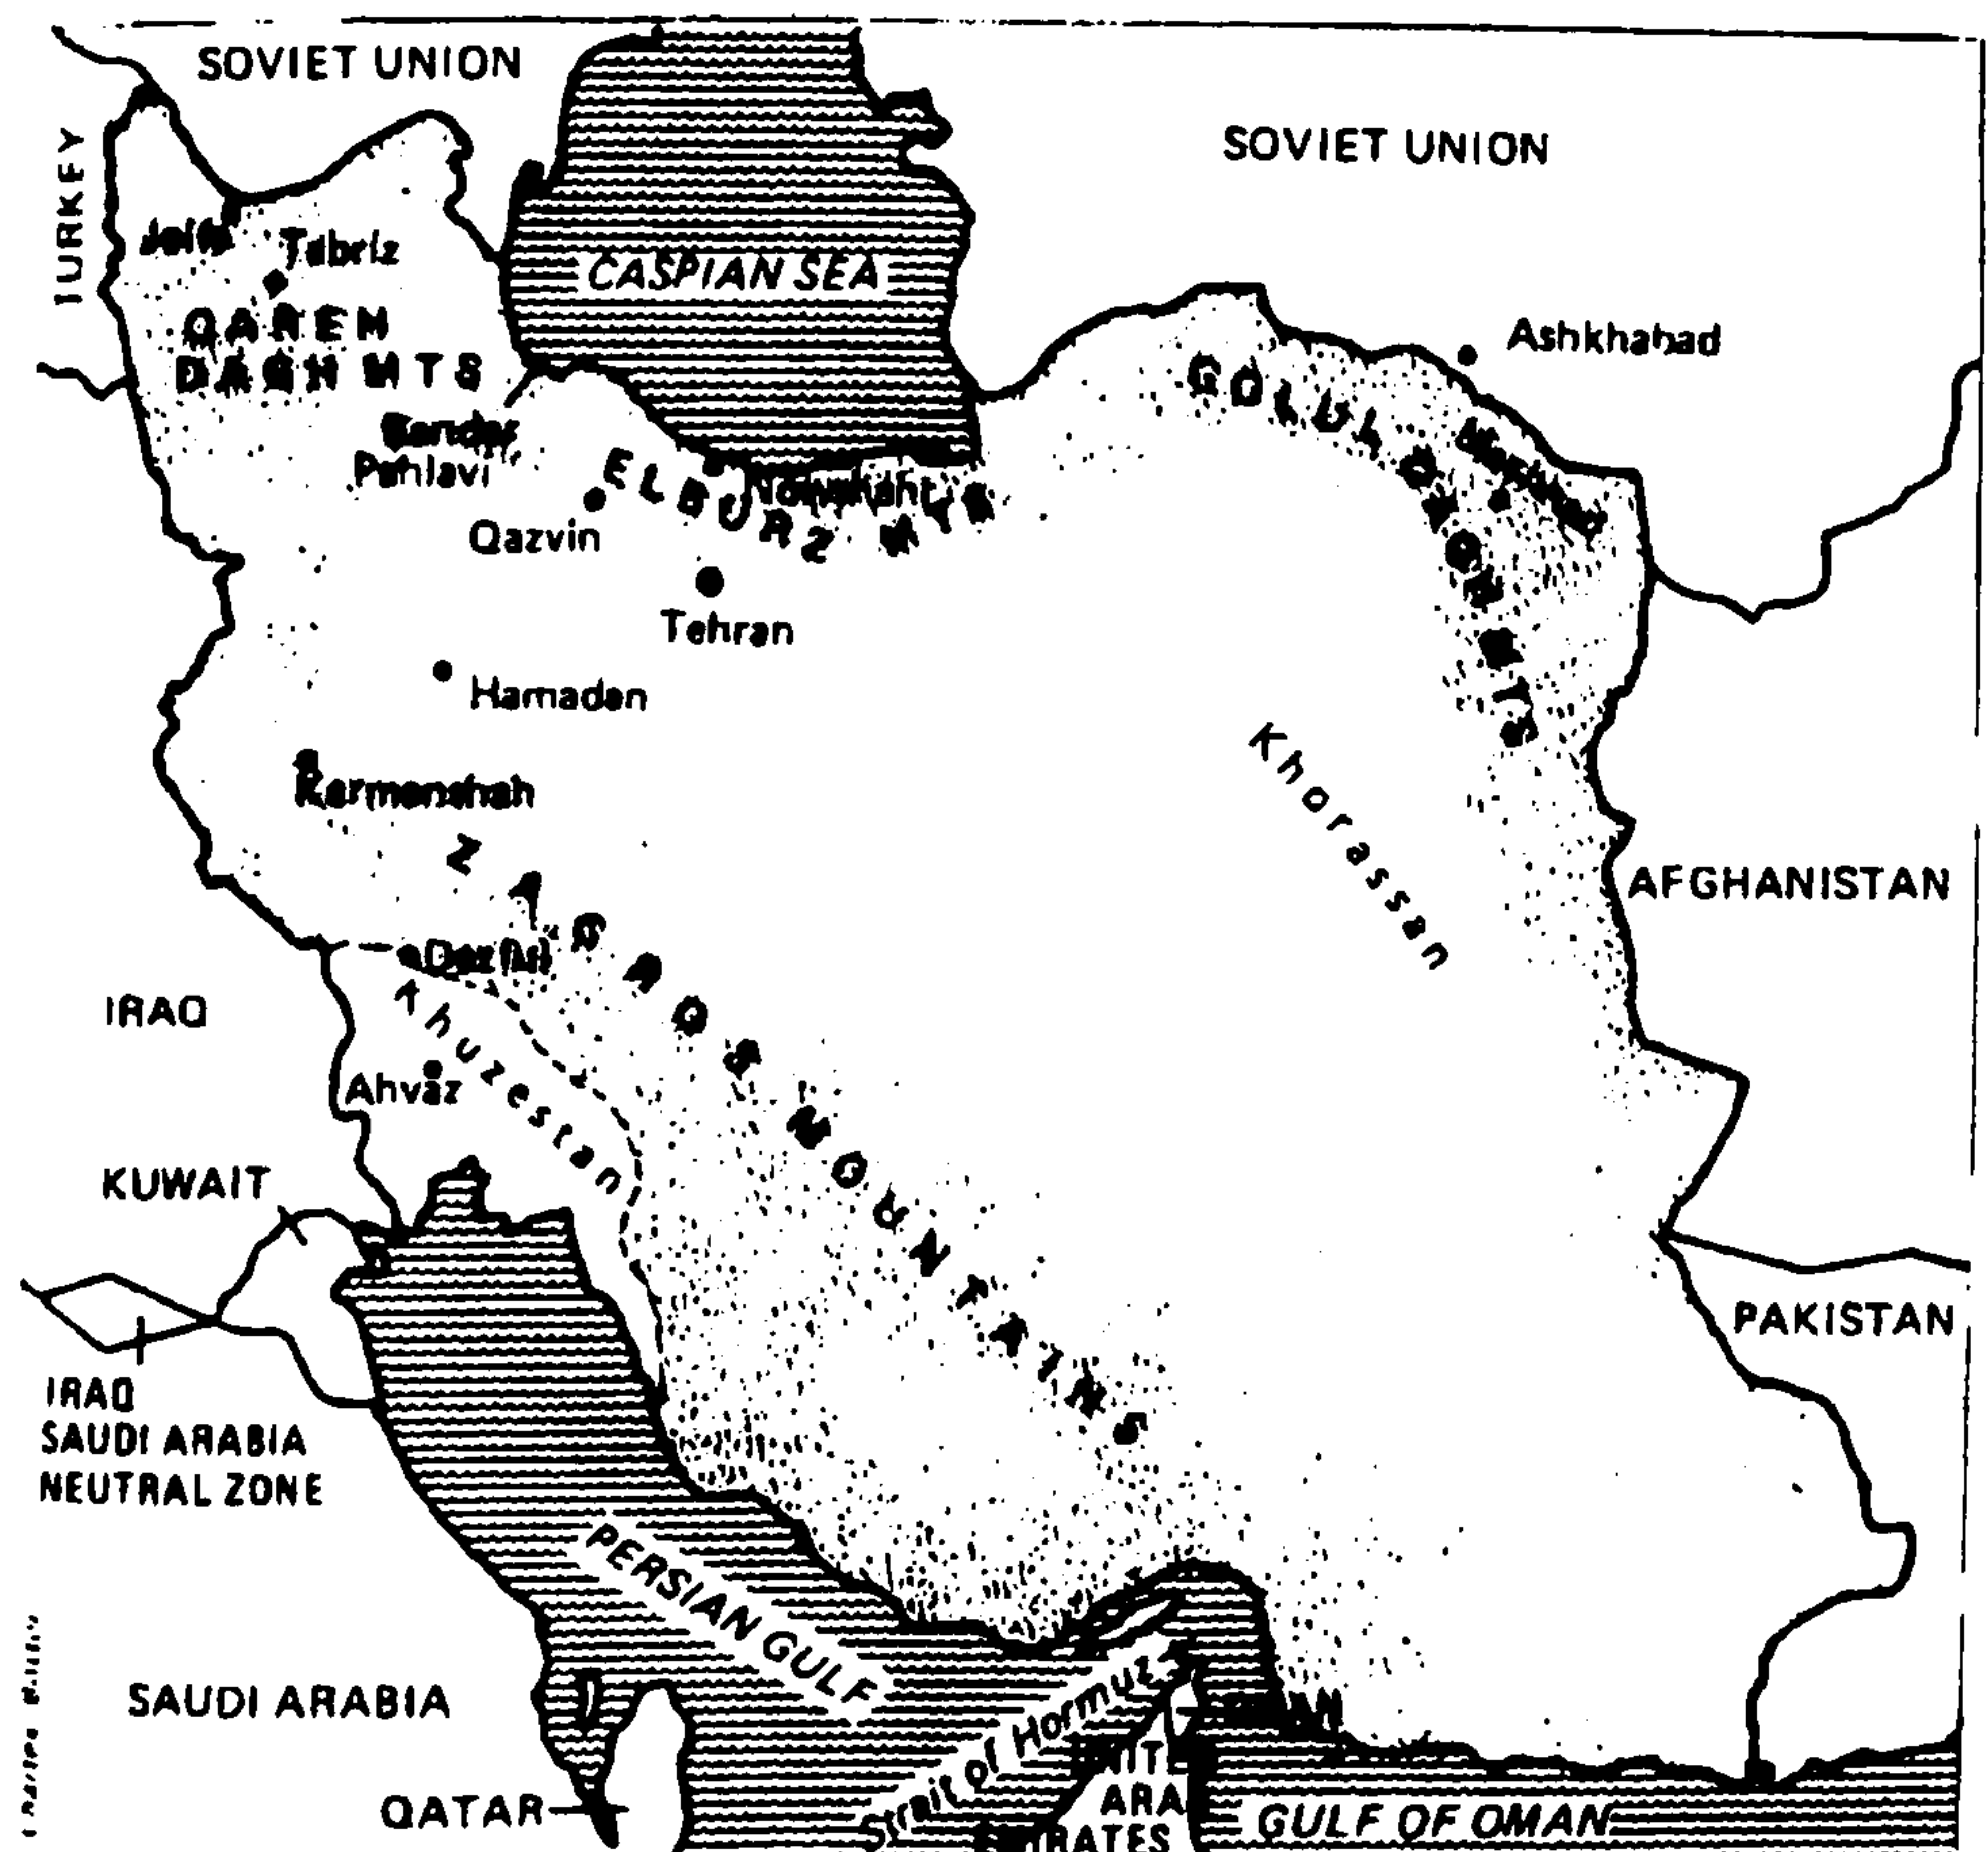 SOVIET UNION
SOVIET UNION
TURKEY
CASPIAN SEA
Tabriz
Ashkhabad
DAGH MTS
Bandar
Pahlavi
ELBURZ MTS
Qazvin
Tehran
Hamadan
Karmanshah
Khorassan
ZAGROS MOUNTAINS
AFGHANISTAN
Dezful
Khuzestan
IRAQ
Ahvaz
KUWAIT
PAKISTAN
IRAQ
SAUDI ARABIA
NEUTRAL ZONE
PERSIAN GULF
SAUDI ARABIA
Strait of Hormuz
QATAR
GULF OF OMAN